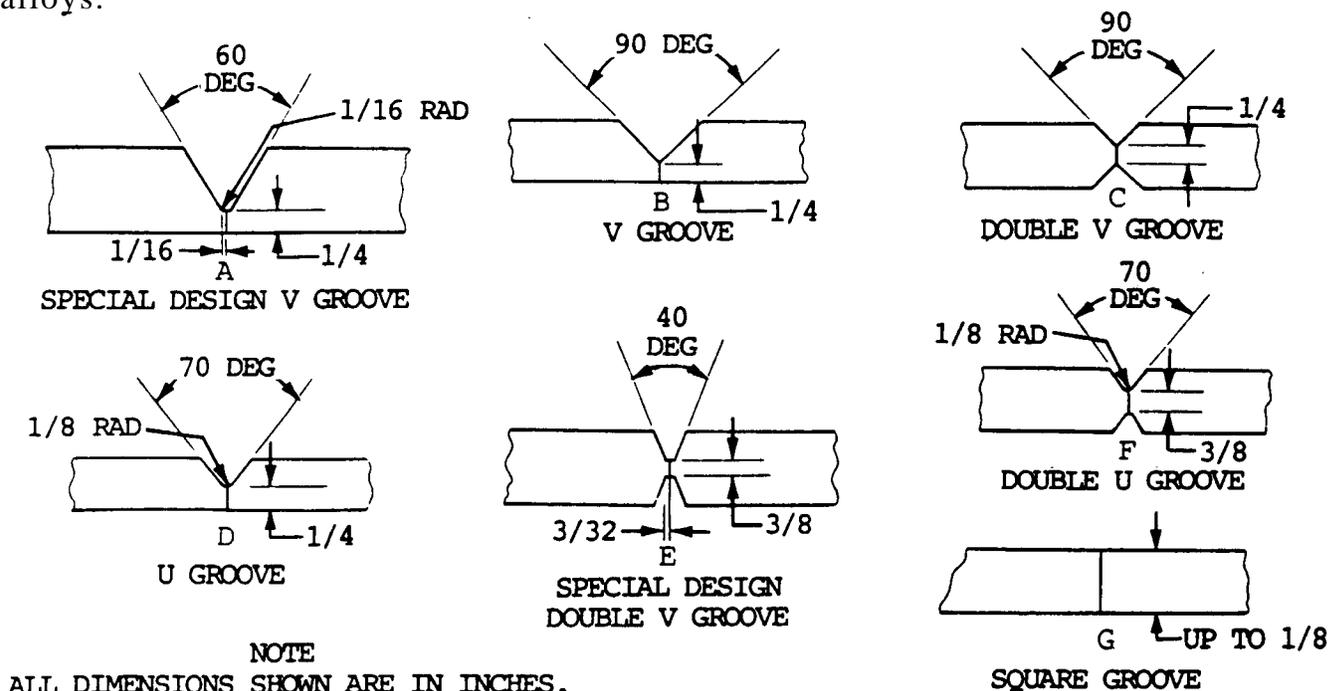 alloys.
60
DEG
1/16 RAD
1/16
1/4
A
SPECIAL DESIGN V GROOVE
90 DEG
B
1/4
V GROOVE
90
DEG
1/4
C
DOUBLE V GROOVE
70 DEG
1/8 RAD
D
1/4
U GROOVE
40
DEG
3/32
3/8
E
SPECIAL DESIGN
DOUBLE V GROOVE
70
DEG
1/8 RAD
F
3/8
DOUBLE U GROOVE
G
UP TO 1/8
SQUARE GROOVE
NOTE
ALL DIMENSIONS SHOWN ARE IN INCHES.